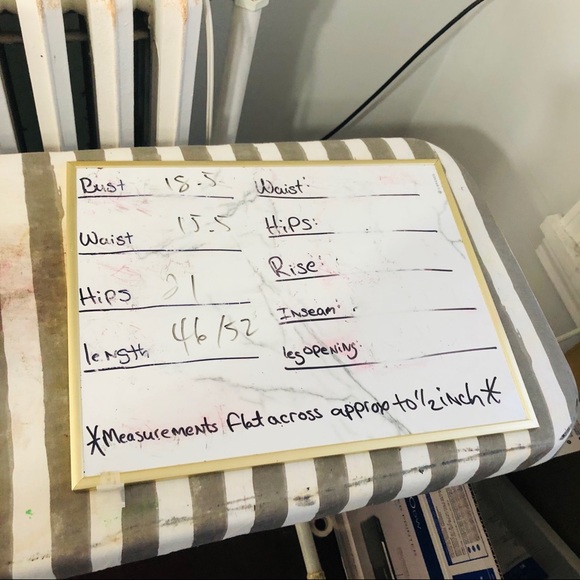 Bust 18.5
Waist 15.5
HiPs 21
length 46/52
Waist:
HiPs:
Rise:
Inseam:
leg opening:
*Measurements flat across approx to 1/2 inch*